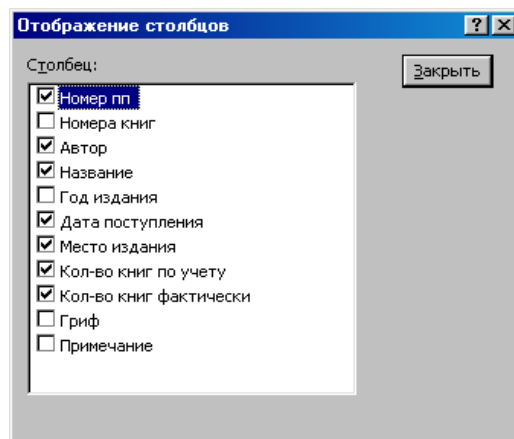 Отображение столбцов
Столбец:
Закрыть
Номер пп
Номера книг
Автор
Название
Год издания
Дата поступления
Место издания
Кол-во книг по учету
Кол-во книг фактически
Гриф
Примечание